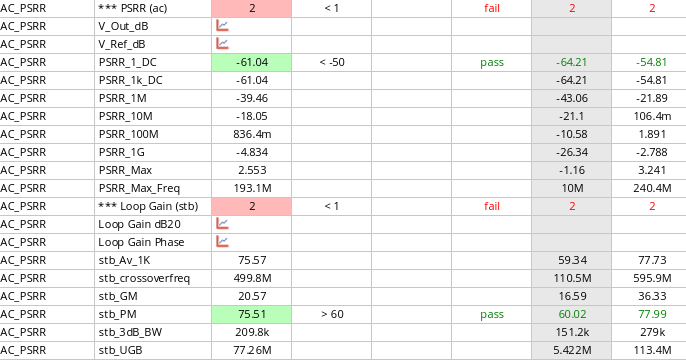 AC_PSRR *** PSRR (ac) 2 < 1 fail 2 2
AC_PSRR V_Out_dB
AC_PSRR V_Ref_dB
AC_PSRR PSRR_1_DC -61.04 < -50 pass -64.21 -54.81
AC_PSRR PSRR_1k_DC -61.04 -64.21 -54.81
AC_PSRR PSRR_1M -39.46 -43.06 -21.89
AC_PSRR PSRR_10M -18.05 -21.1 106.4m
AC_PSRR PSRR_100M 836.4m -10.58 1.891
AC_PSRR PSRR_1G -4.834 -26.34 -2.788
AC_PSRR PSRR_Max 2.553 -1.16 3.241
AC_PSRR PSRR_Max_Freq 193.1M 10M 240.4M
AC_PSRR *** Loop Gain (stb) 2 < 1 fail 2 2
AC_PSRR Loop Gain dB20
AC_PSRR Loop Gain Phase
AC_PSRR stb_Av_1K 75.57 59.34 77.73
AC_PSRR stb_crossoverfreq 499.8M 110.5M 595.9M
AC_PSRR stb_GM 20.57 16.59 36.33
AC_PSRR stb_PM 75.51 > 60 pass 60.02 77.99
AC_PSRR stb_3dB_BW 209.8k 151.2k 279k
AC_PSRR stb_UGB 77.26M 5.422M 113.4M